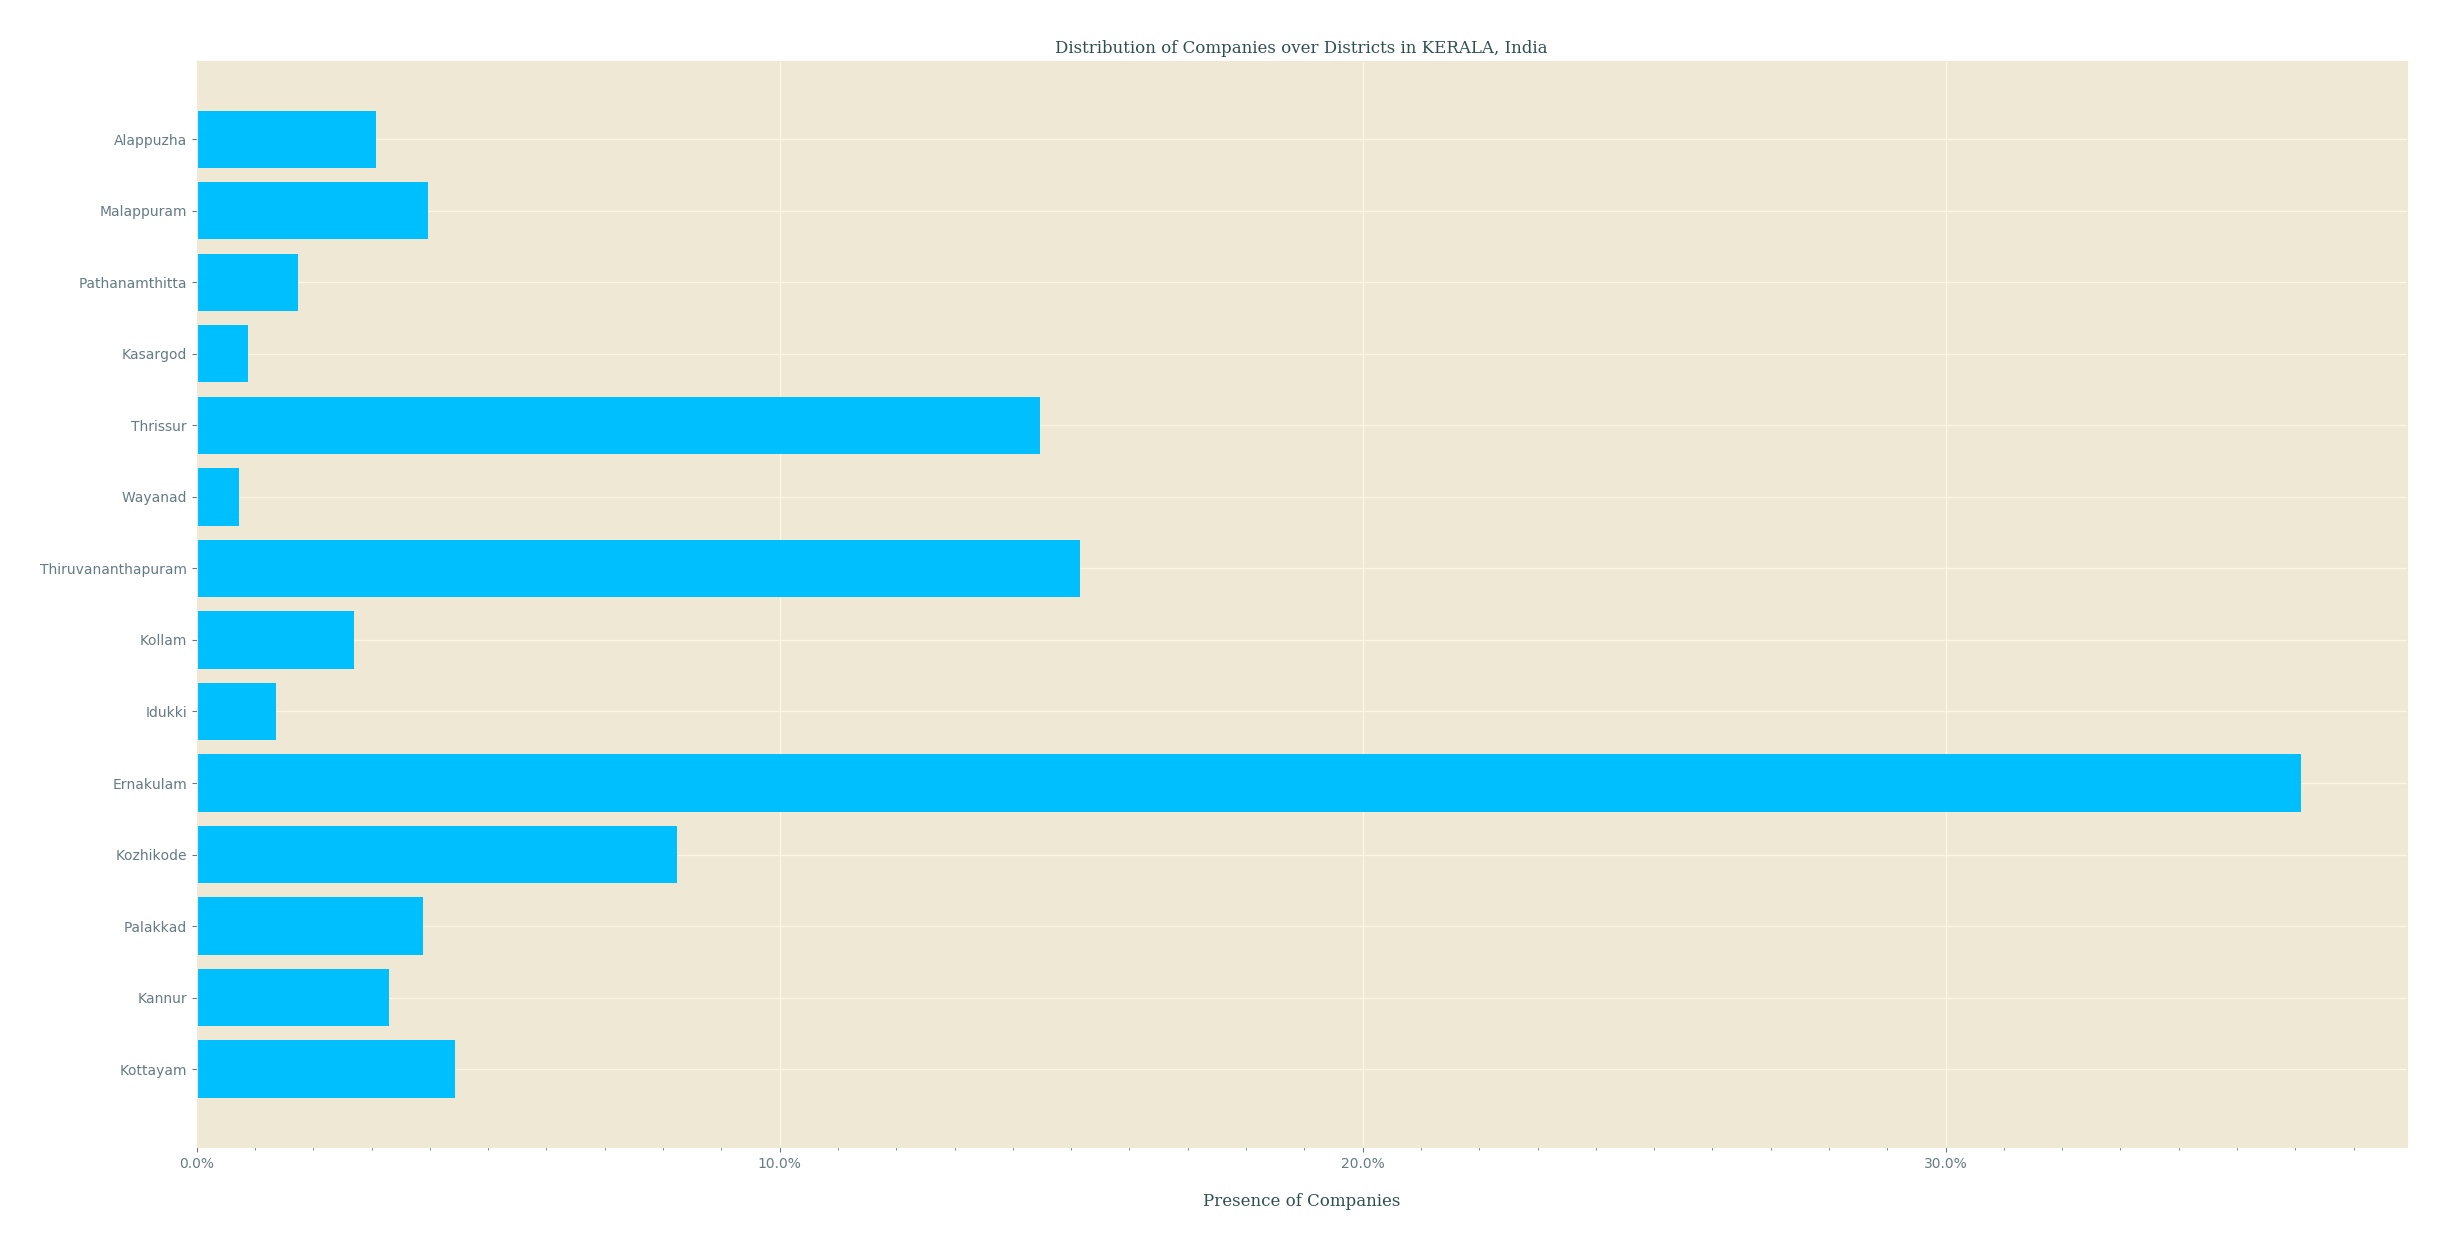 Distribution of Companies over Districts in KERALA, India
Alappuzha
Malappuram
Pathanamthitta
Kasargod
Thrissur
Wayanad
Thiruvananthapuram
Kollam
Idukki
Ernakulam
Kozhikode
Palakkad
Kannur
Kottayam
0.0% 10.0% 20.0% 30.0%
Presence of Companies